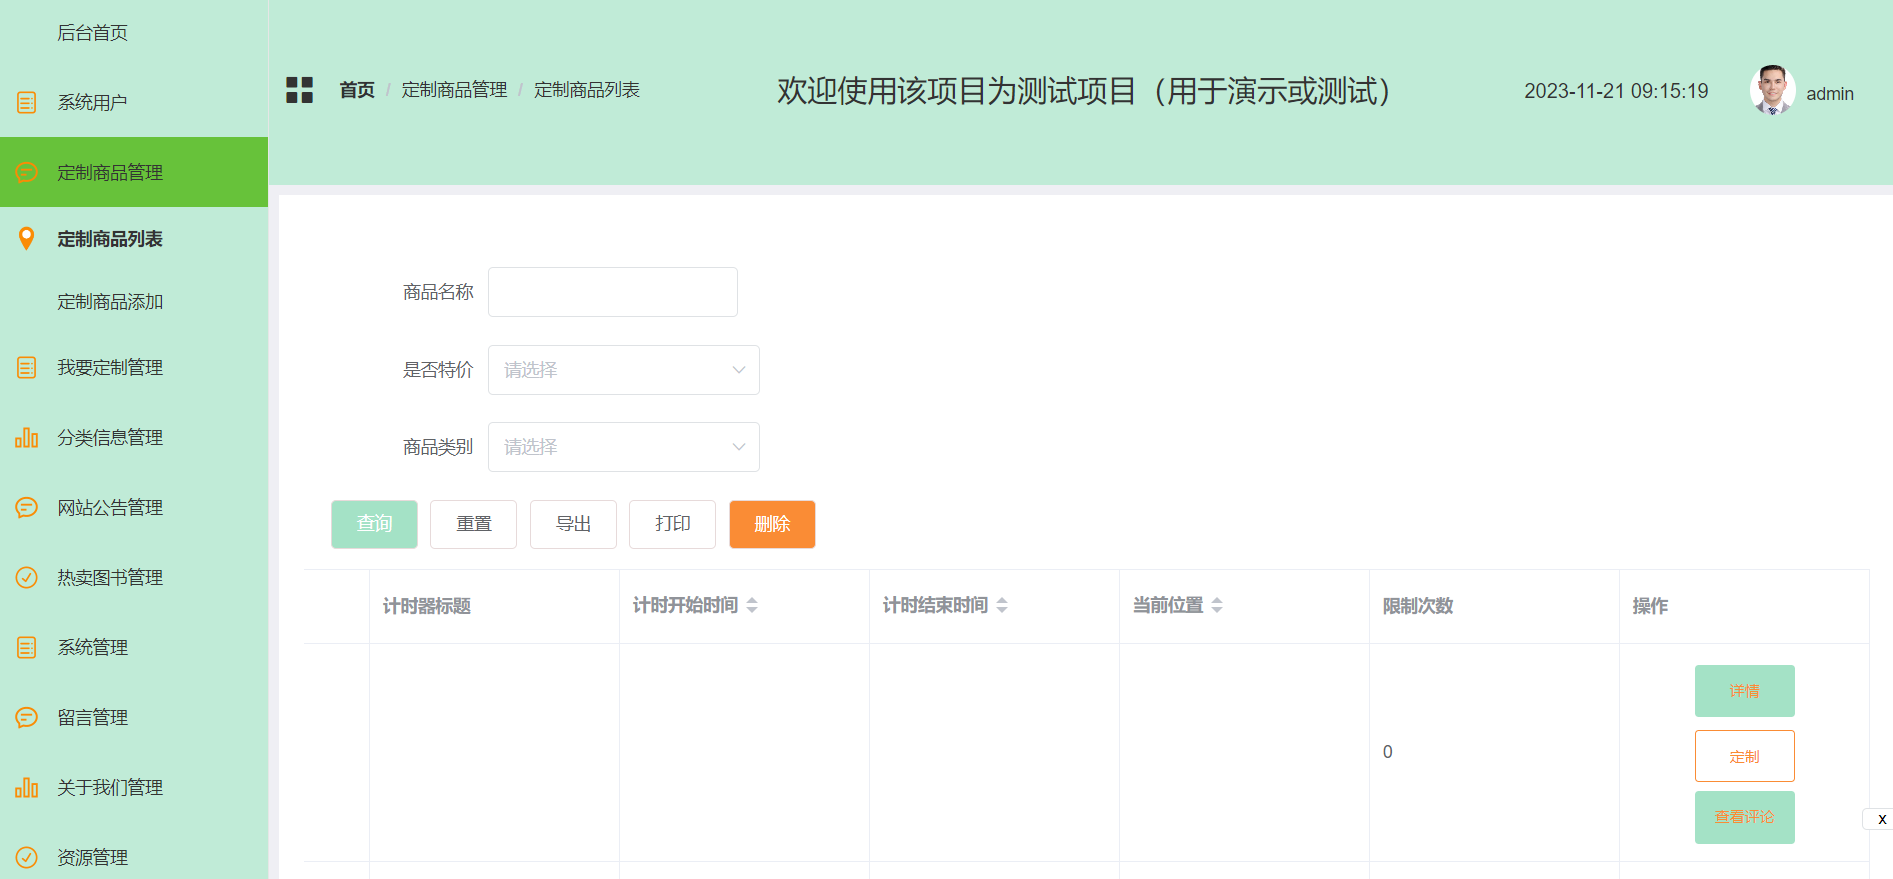 后台首页
系统用户
定制商品管理
定制商品列表
定制商品添加
我要定制管理
分类信息管理
网站公告管理
热卖图书管理
系统管理
留言管理
关于我们管理
资源管理
首页 / 定制商品管理 / 定制商品列表
欢迎使用该项目为测试项目（用于演示或测试）
2023-11-21 09:15:19
admin
商品名称
是否特价 请选择
商品类别 请选择
查询 重置 导出 打印 删除
计时器标题 计时开始时间 计时结束时间 当前位置 限制次数 操作
详情
0
定制
查看评论
x